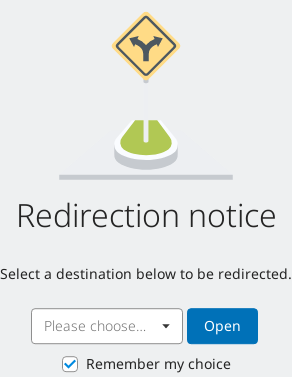 Redirection notice
Select a destination below to be redirected.
Please choose... Open
Remember my choice